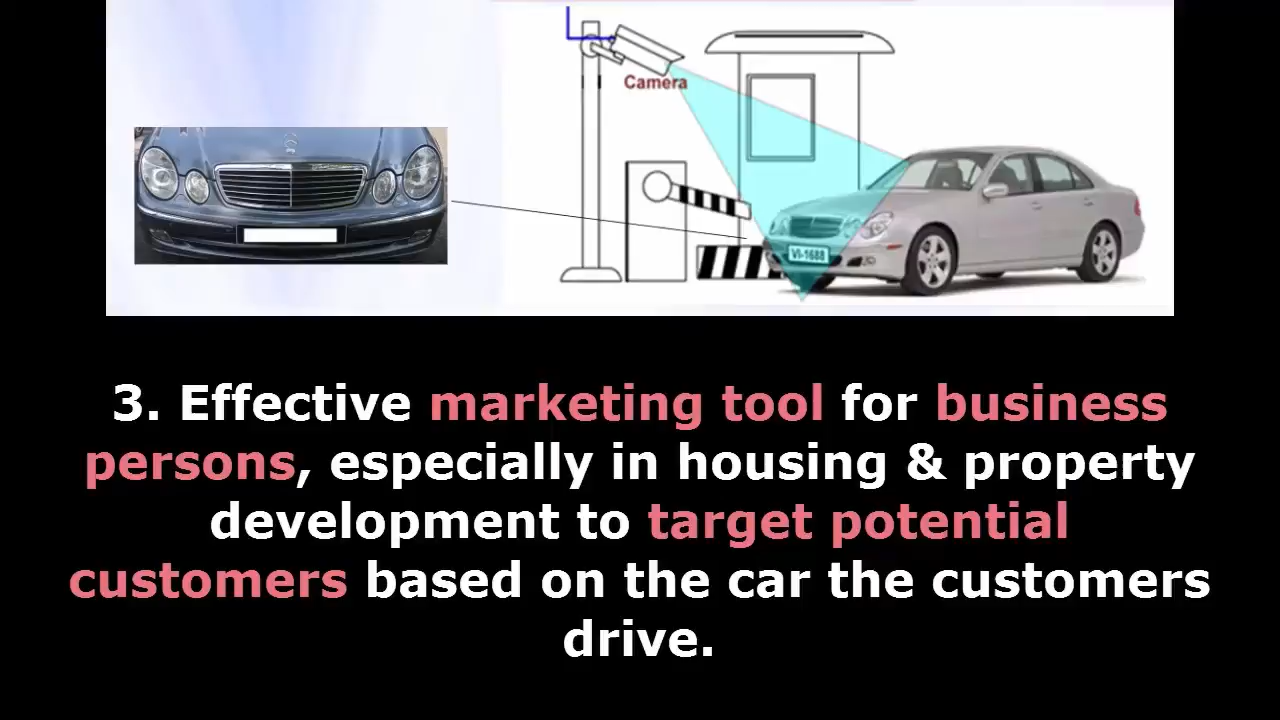 Camera
VI-1688
3. Effective marketing tool for business
persons, especially in housing & property
development to target potential
customers based on the car the customers
drive.